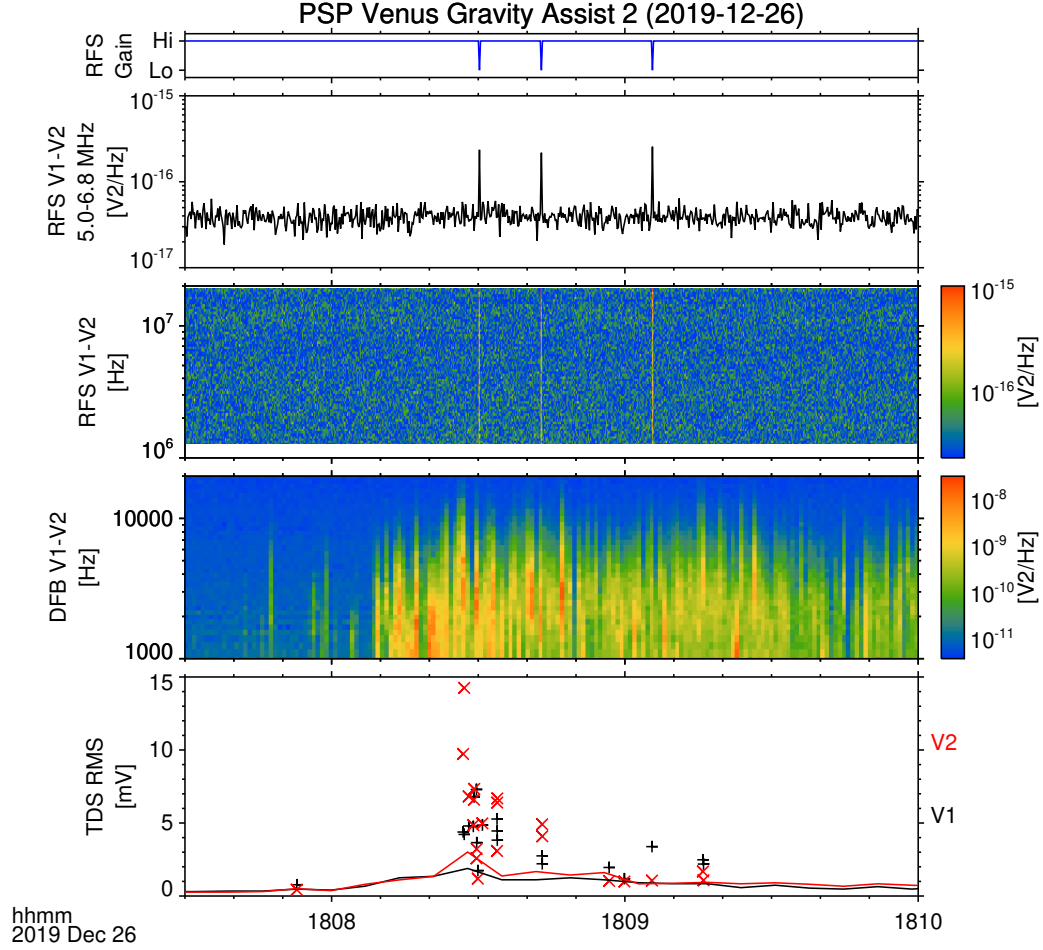 PSP Venus Gravity Assist 2 (2019-12-26)
RFS
Gain
Hi
Lo
RFS V1-V2
5.0-6.8 MHz
[V2/Hz]
10^-15
10^-16
10^-17
RFS V1-V2
[Hz]
10^7
10^6
10^-15
10^-16
[V2/Hz]
DFB V1-V2
[Hz]
10000
1000
10^-8
10^-9
10^-10
10^-11
[V2/Hz]
TDS RMS
[mV]
15
10
5
0
V2
V1
hhmm
2019 Dec 26
1808
1809
1810